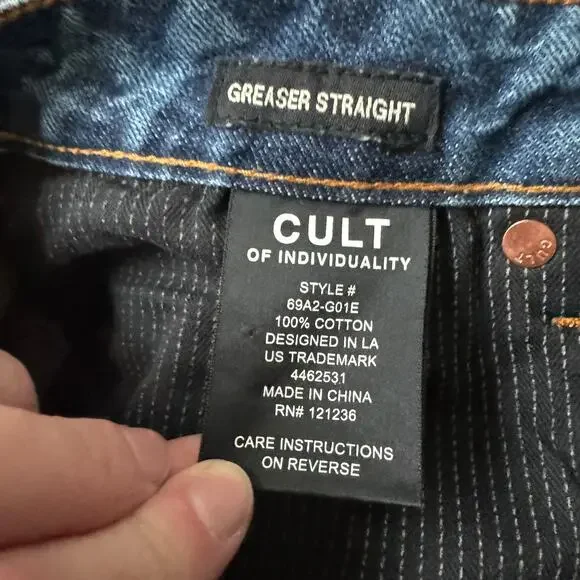 GREASER STRAIGHT
CULT
OF INDIVIDUALITY
STYLE #
69A2-G01E
100% COTTON
DESIGNED IN LA
US TRADEMARK
4462531
MADE IN CHINA
RN# 121236
CARE INSTRUCTIONS
ON REVERSE
CULT